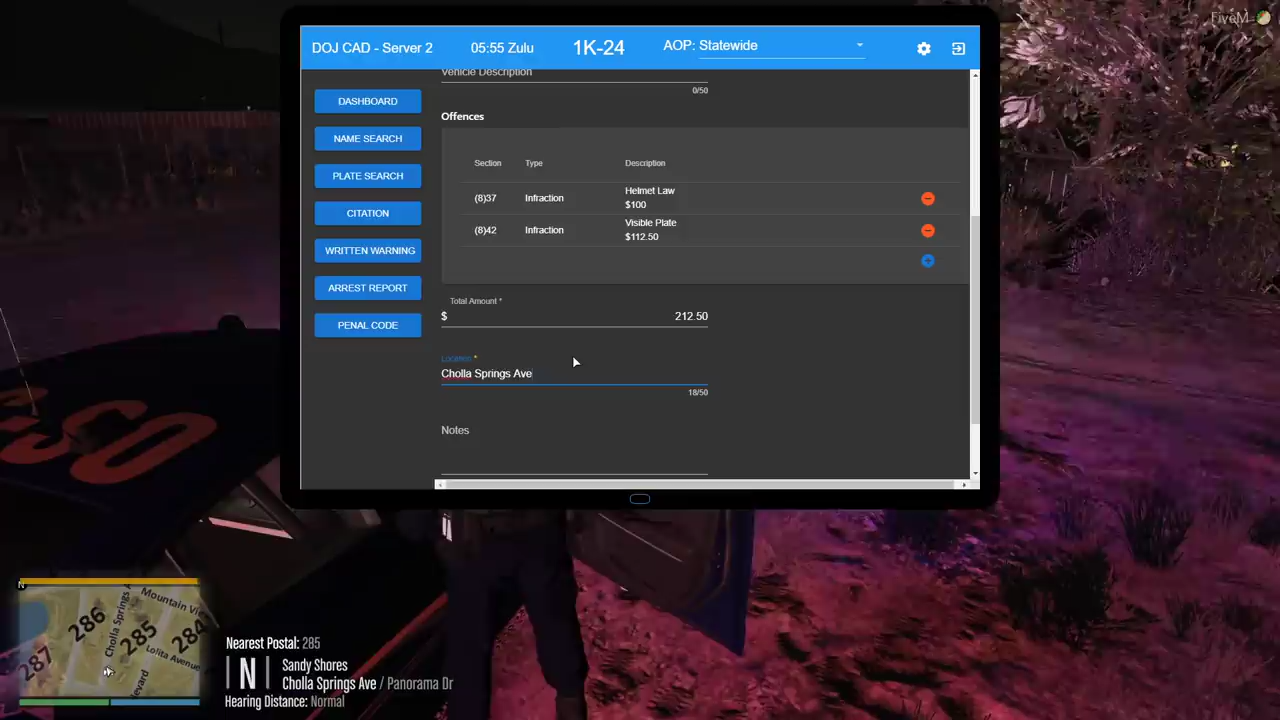 FiveM
DOJ CAD - Server 2
05:55 Zulu
1K-24
AOP: Statewide
Vehicle Description
0/50
DASHBOARD
NAME SEARCH
PLATE SEARCH
CITATION
WRITTEN WARNING
ARREST REPORT
PENAL CODE
Offences
Section Type Description
(8)37 Infraction Helmet Law
$100
(8)42 Infraction Visible Plate
$112.50
Total Amount *
$ 212.50
Location *
Cholla Springs Ave
18/50
Notes
SO
N
286
Cholla Springs A
Mountain Vi
285
284
Lolita Avenue
287
levard
Nearest Postal: 285
N
Sandy Shores
Cholla Springs Ave / Panorama Dr
Hearing Distance: Normal